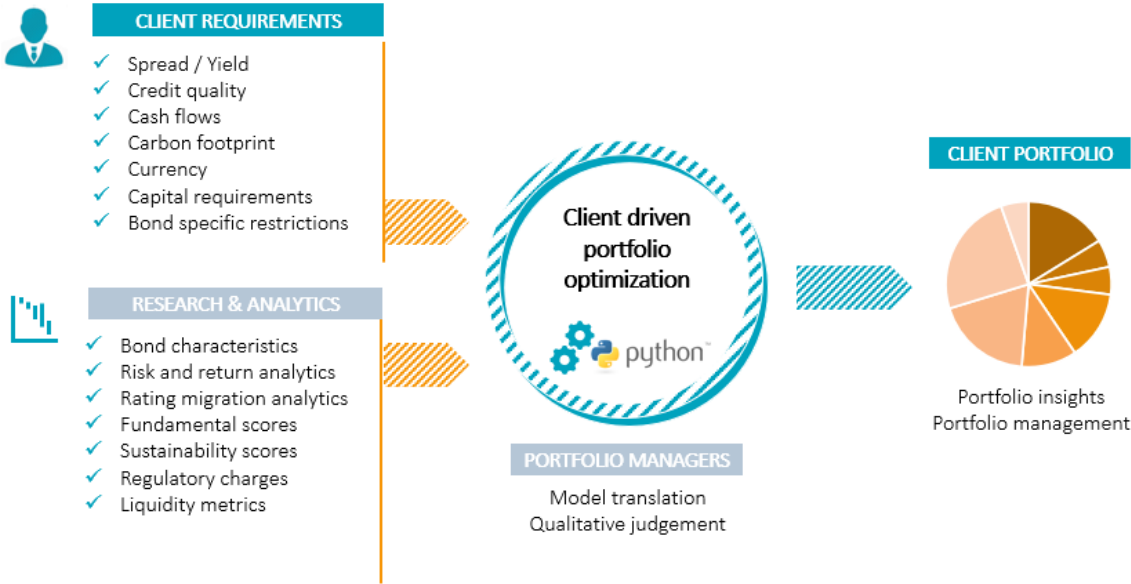 CLIENT REQUIREMENTS
Spread / Yield
Credit quality
Cash flows
Carbon footprint
Currency
Capital requirements
Bond specific restrictions
RESEARCH & ANALYTICS
Bond characteristics
Risk and return analytics
Rating migration analytics
Fundamental scores
Sustainability scores
Regulatory charges
Liquidity metrics
Client driven
portfolio
optimization
python™
PORTFOLIO MANAGERS
Model translation
Qualitative judgement
CLIENT PORTFOLIO
Portfolio insights
Portfolio management